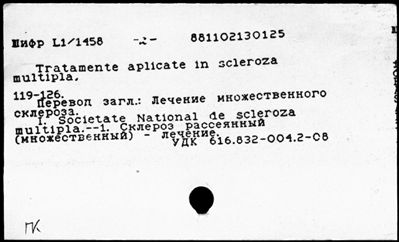 Шифр L1/1458 -2- 881102130125
Tratamente aplicate in scleroza
multipla,
119-126.
Перевод загл.: Лечение множественного
склероза.
I. Societate National de scleroza
multipla.--1. Склероз рассеянный
(множественный) - лечение.
УДК 616.832-004.2-08
ПК